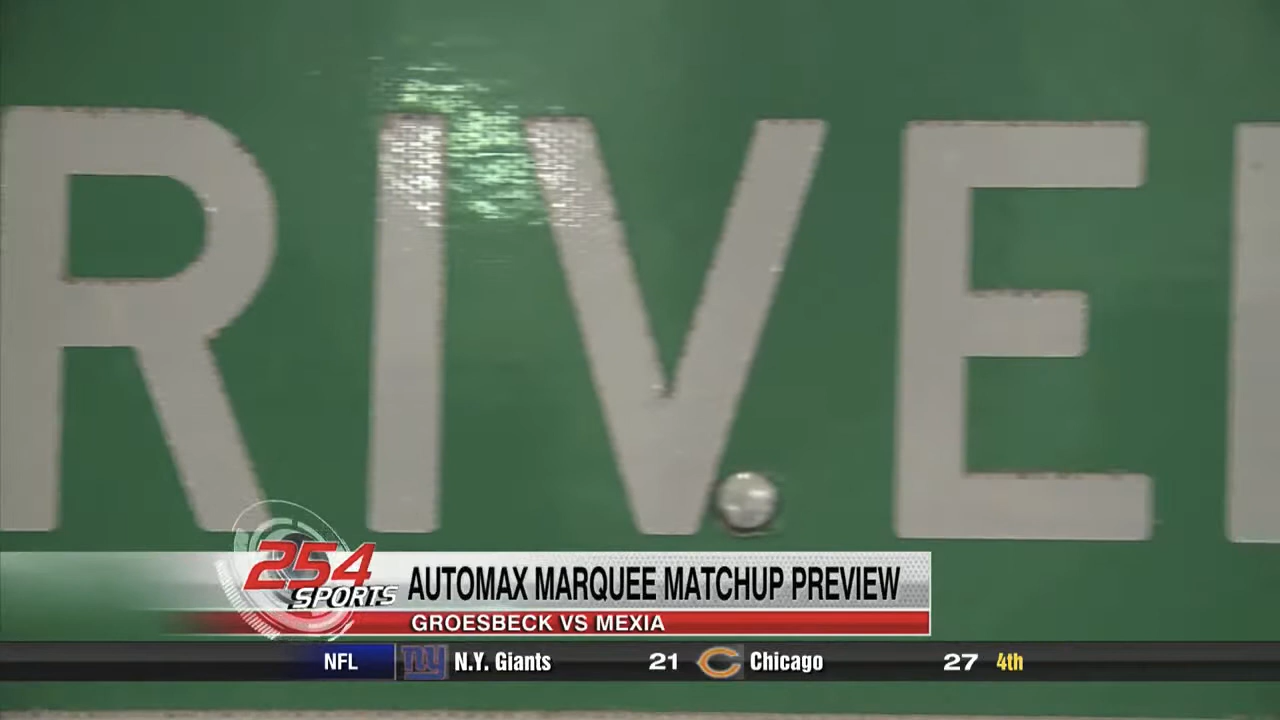 RIVE
254
SPORTS
AUTOMAX MARQUEE MATCHUP PREVIEW
GROESBECK VS MEXIA
NFL NY N.Y. Giants 21 C Chicago 27 4th